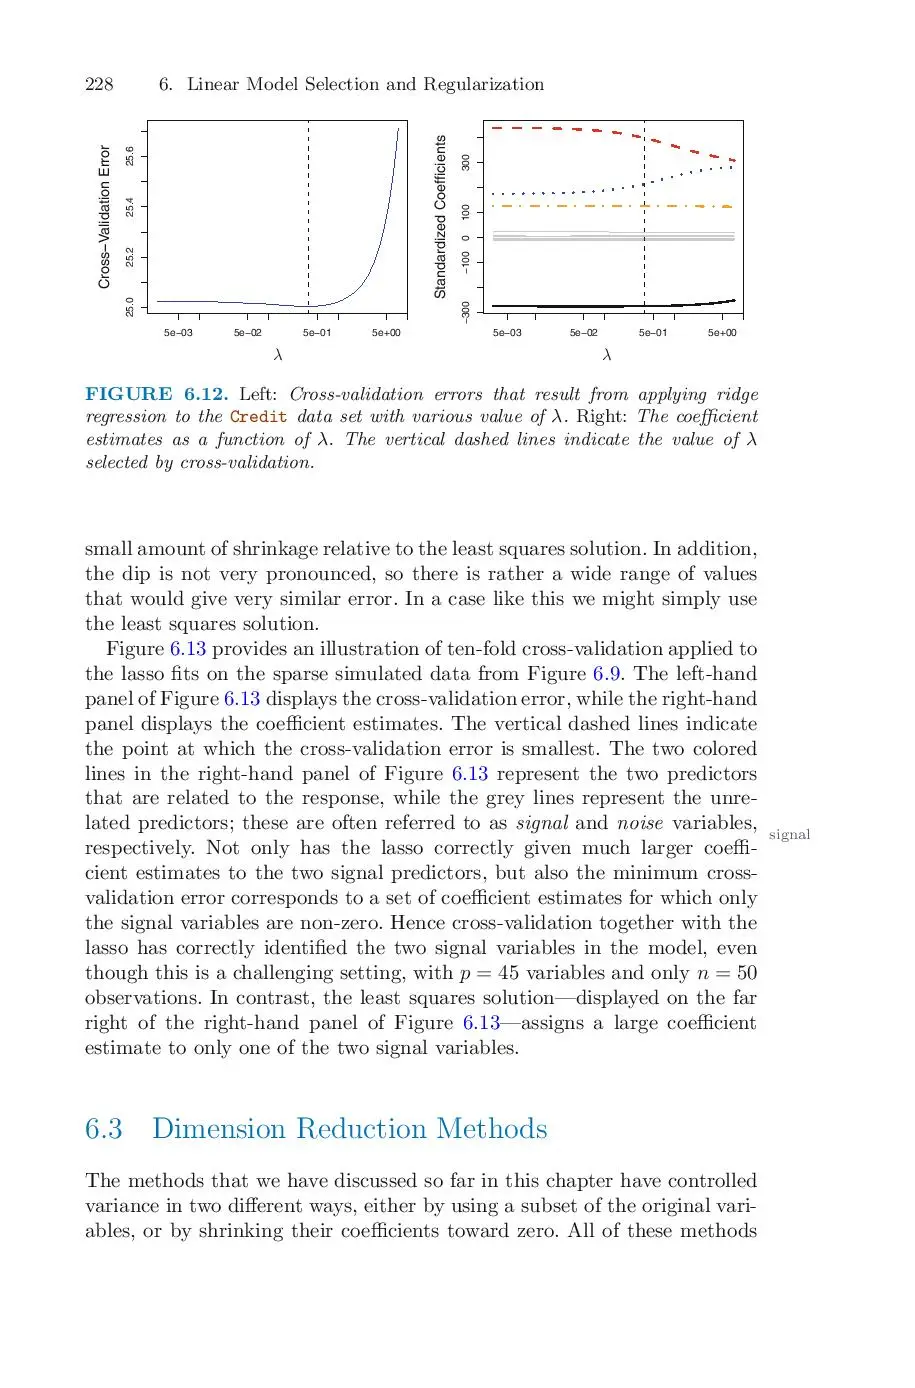 228 6. Linear Model Selection and Regularization
Cross−Validation Error
25.0 25.2 25.4 25.6
5e−03 5e−02 5e−01 5e+00
λ
Standardized Coefficients
−300 −100 0 100 300
5e−03 5e−02 5e−01 5e+00
λ
FIGURE 6.12. Left: Cross-validation errors that result from applying ridge
regression to the Credit data set with various value of λ. Right: The coefficient
estimates as a function of λ. The vertical dashed lines indicate the value of λ
selected by cross-validation.
small amount of shrinkage relative to the least squares solution. In addition,
the dip is not very pronounced, so there is rather a wide range of values
that would give very similar error. In a case like this we might simply use
the least squares solution.
Figure 6.13 provides an illustration of ten-fold cross-validation applied to
the lasso fits on the sparse simulated data from Figure 6.9. The left-hand
panel of Figure 6.13 displays the cross-validation error, while the right-hand
panel displays the coefficient estimates. The vertical dashed lines indicate
the point at which the cross-validation error is smallest. The two colored
lines in the right-hand panel of Figure 6.13 represent the two predictors
that are related to the response, while the grey lines represent the unre-
lated predictors; these are often referred to as signal and noise variables,
signal
respectively. Not only has the lasso correctly given much larger coeffi-
cient estimates to the two signal predictors, but also the minimum cross-
validation error corresponds to a set of coefficient estimates for which only
the signal variables are non-zero. Hence cross-validation together with the
lasso has correctly identified the two signal variables in the model, even
though this is a challenging setting, with p = 45 variables and only n = 50
observations. In contrast, the least squares solution—displayed on the far
right of the right-hand panel of Figure 6.13—assigns a large coefficient
estimate to only one of the two signal variables.
6.3 Dimension Reduction Methods
The methods that we have discussed so far in this chapter have controlled
variance in two different ways, either by using a subset of the original vari-
ables, or by shrinking their coefficients toward zero. All of these methods